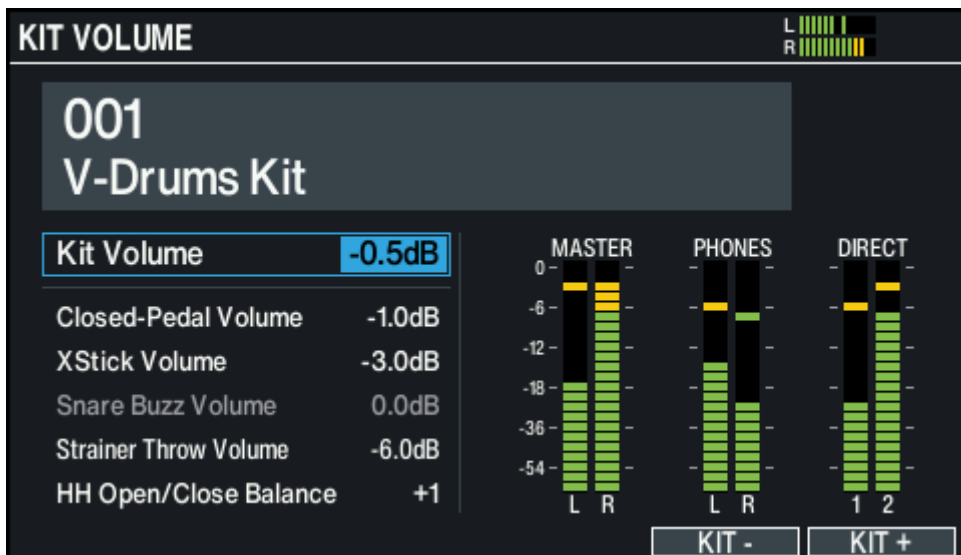 KIT VOLUME
L
R
001
V-Drums Kit
Kit Volume -0.5dB
Closed-Pedal Volume -1.0dB
XStick Volume -3.0dB
Snare Buzz Volume 0.0dB
Strainer Throw Volume -6.0dB
HH Open/Close Balance +1
MASTER PHONES DIRECT
0
-6
-12
-18
-36
-54
L R L R 1 2
KIT - KIT +